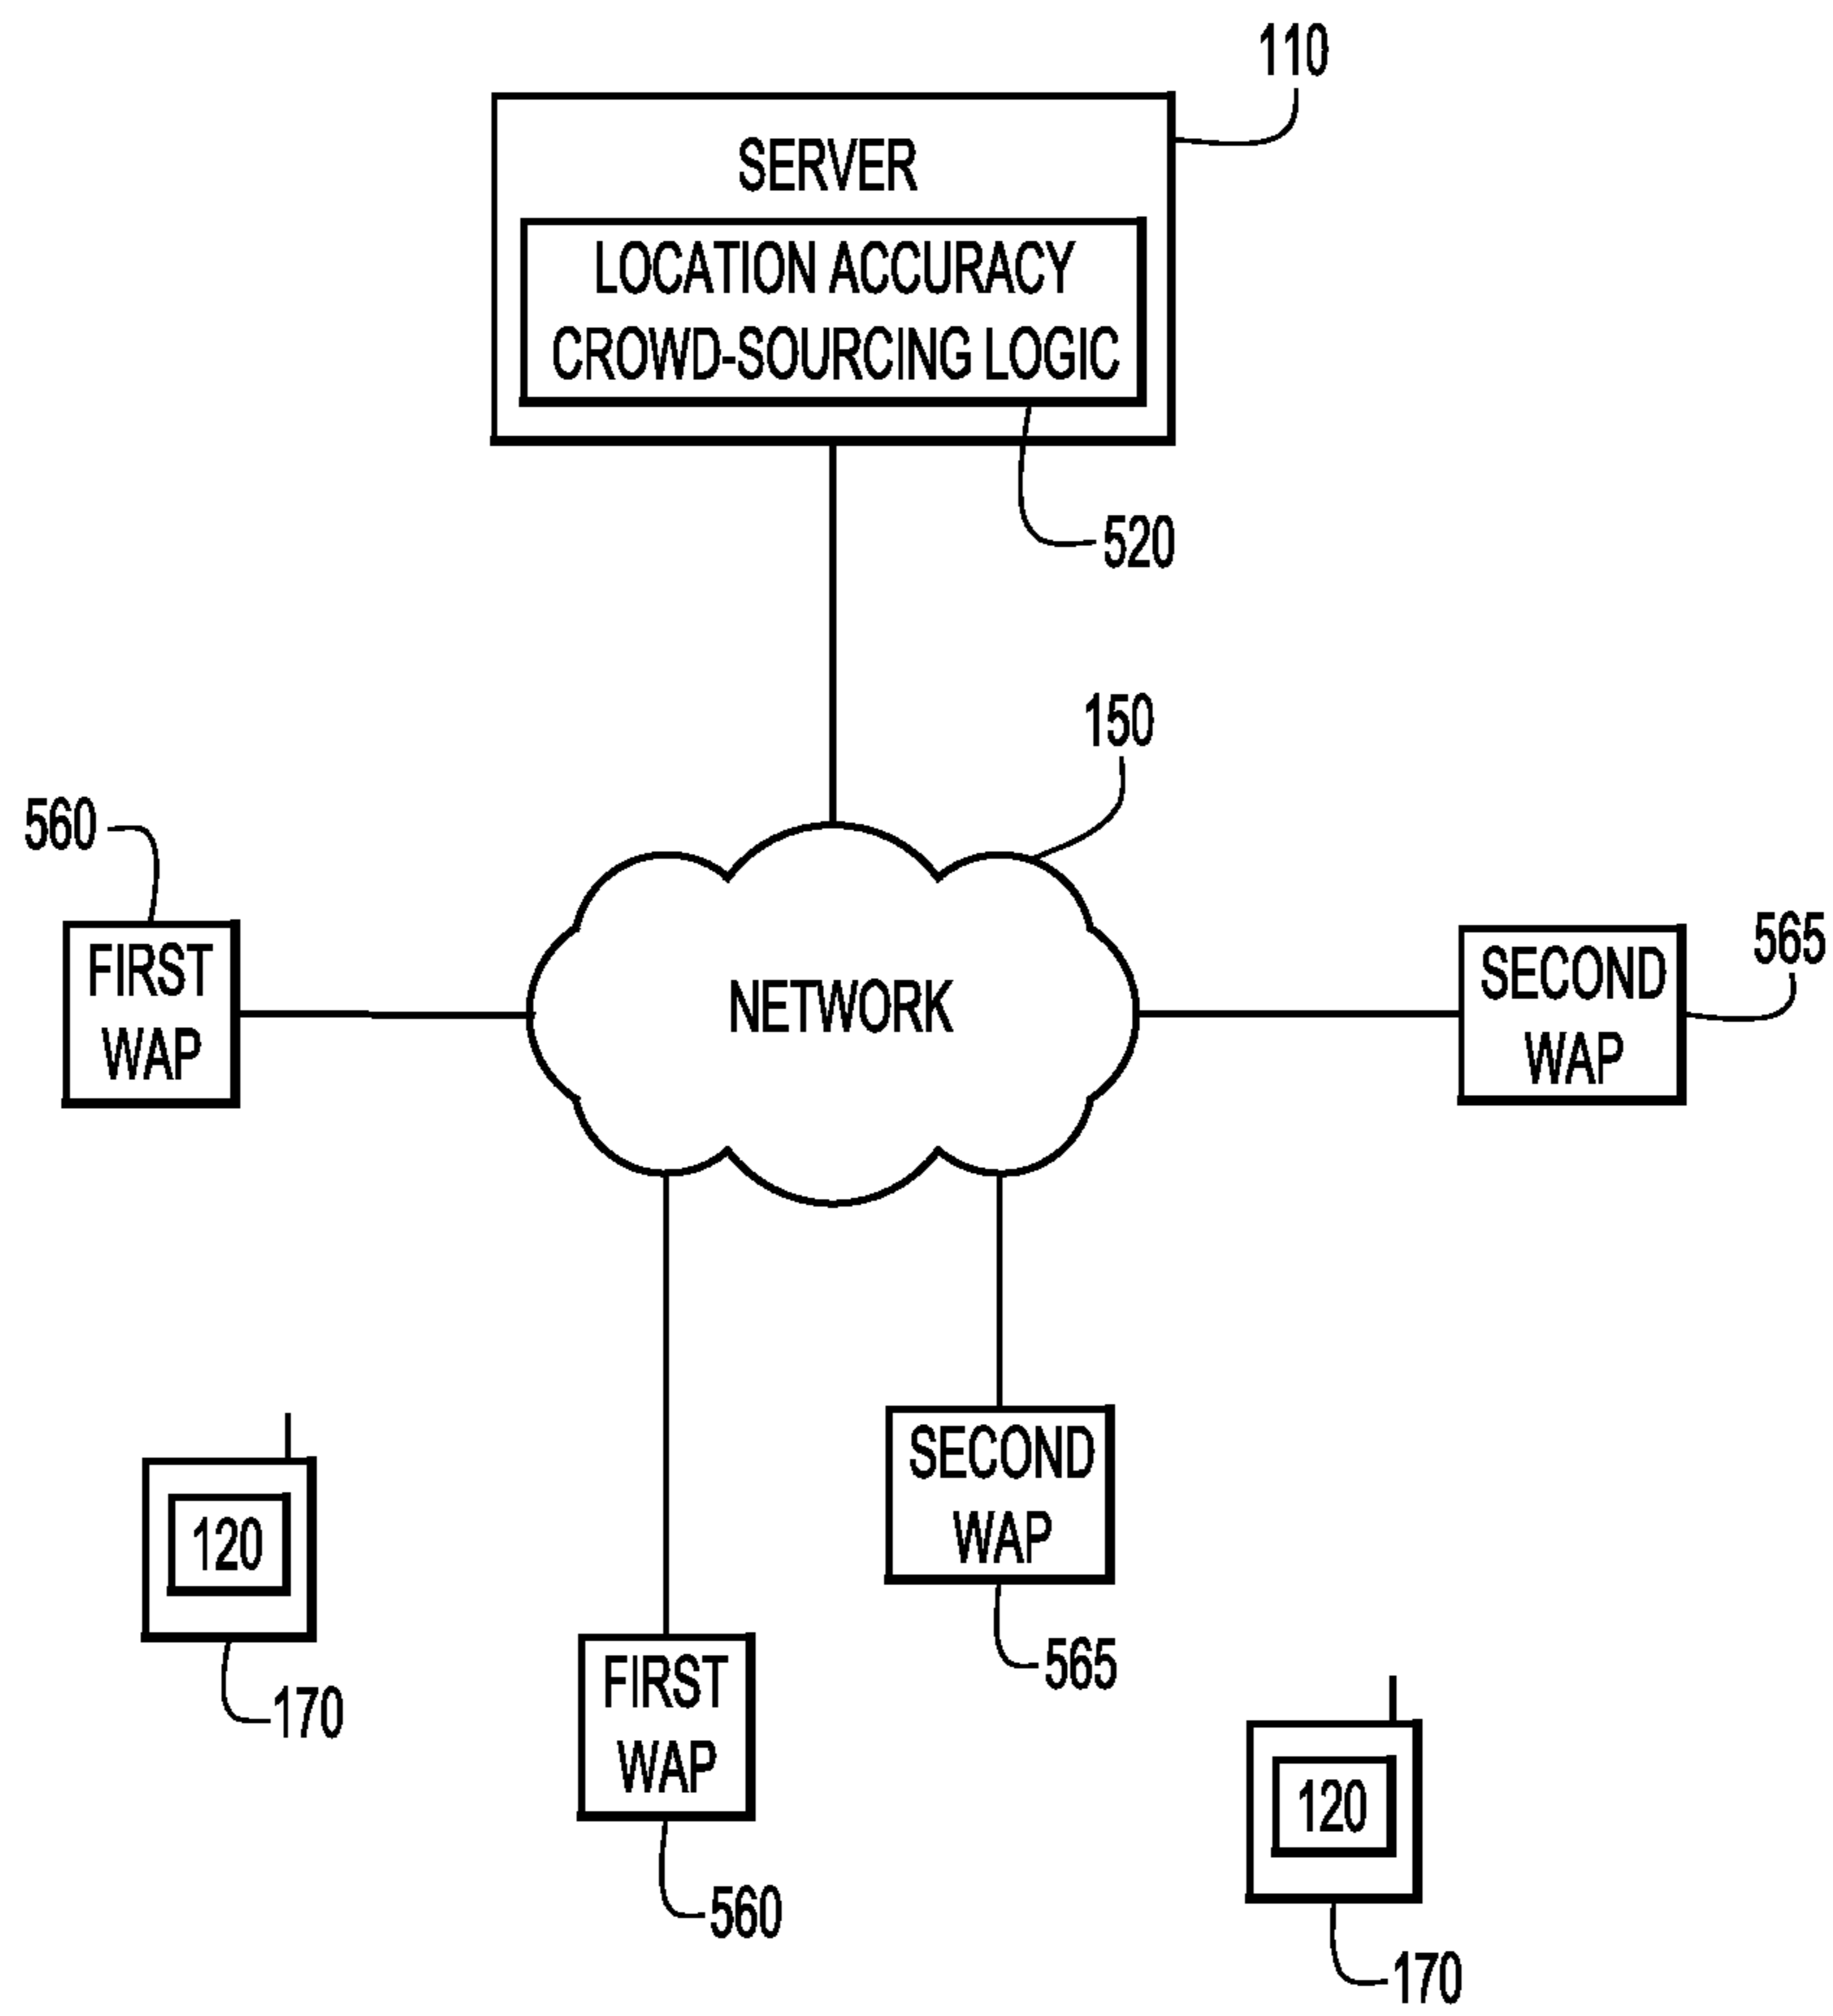 110
SERVER
LOCATION ACCURACY
CROWD-SOURCING LOGIC
520
150
560
FIRST
WAP
NETWORK
565
SECOND
WAP
120
170
SECOND
WAP
565
FIRST
WAP
560
120
170